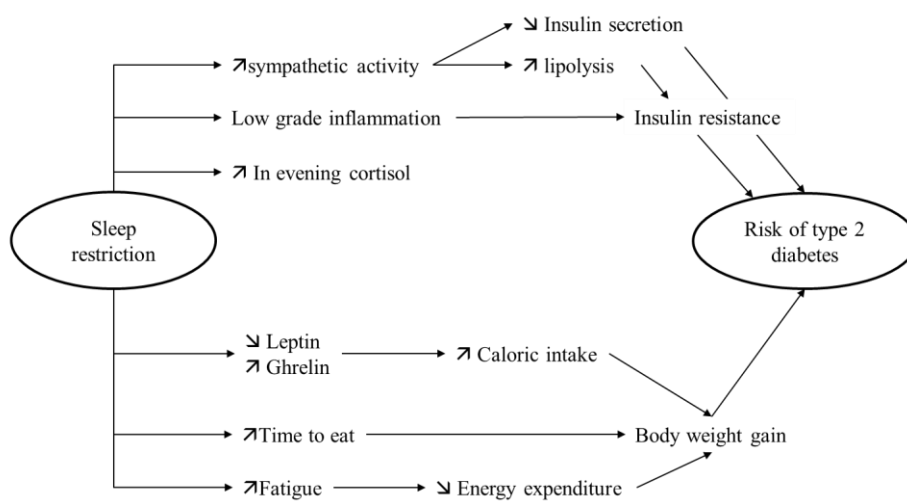 ↘ Insulin secretion
↗sympathetic activity
↗ lipolysis
Low grade inflammation
Insulin resistance
↗ In evening cortisol
Sleep
restriction
Risk of type 2
diabetes
↘ Leptin
↗ Ghrelin
↗ Caloric intake
↗Time to eat
Body weight gain
↗Fatigue
↘ Energy expenditure